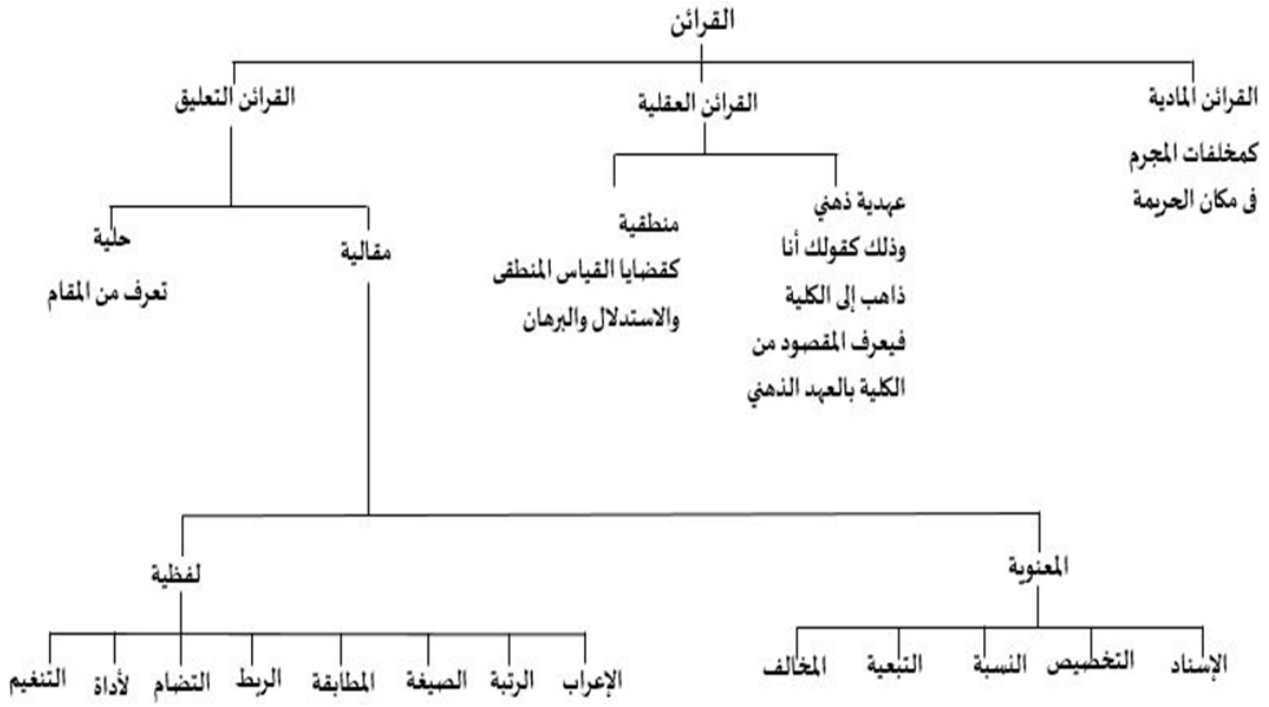 القرائن
القرائن المادية
كمخلفات المجرم
فى مكان الجريمة
القرائن العقلية
عهدية ذهني
وذلك كقولك أنا
ذاهب إلى الكلية
فيعرف المقصود من
الكلية بالعهد الذهني
منطقية
كقضايا القياس المنطقى
والاستدلال والبرهان
القرائن التعليق
مقالية
حلية
تعرف من المقام
المعنوية
الإسناد
التخصيص
النسبة
التبعية
المخالف
لفظية
الإعراب
الرتبة
الصيغة
المطابقة
الربط
التضام
لأداة
التنغيم